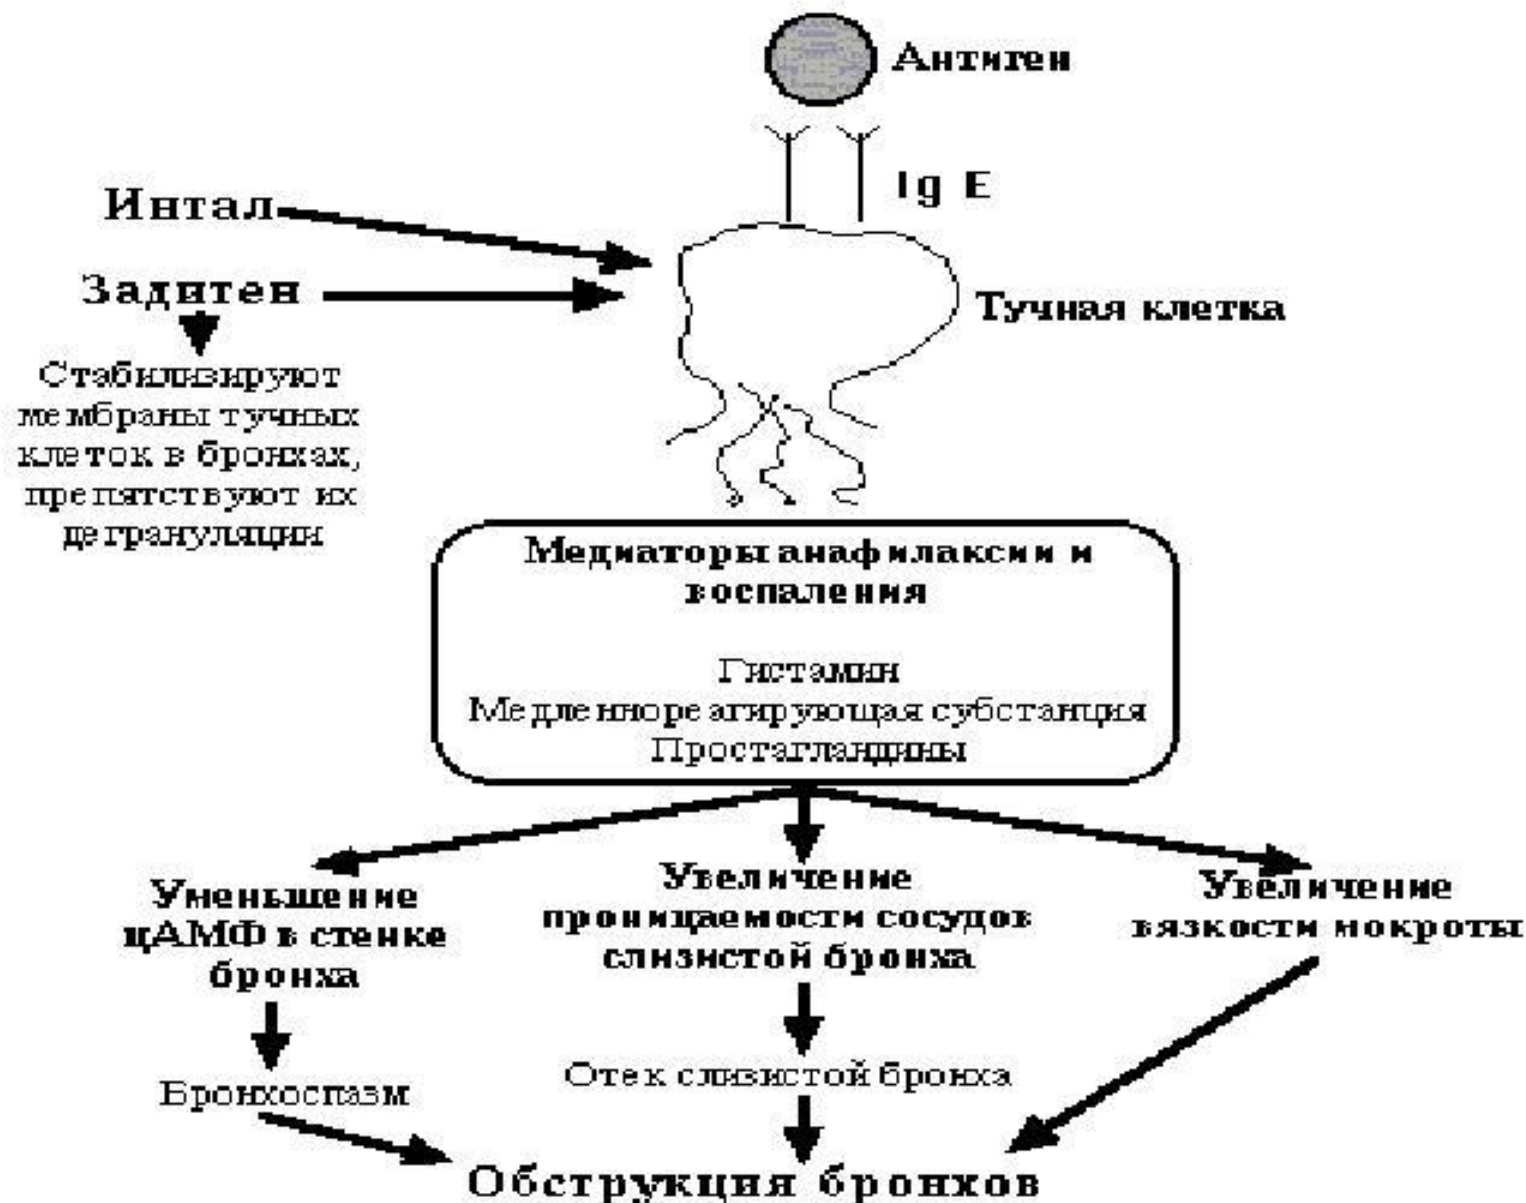 Антиген
Ig E
Интал
Задитен
Тучная клетка
Стабилизируют
мембраны тучных
клеток в бронхах,
препятствуют их
дегрануляции
Медиаторы анафилаксии и
воспаления
Гистамин
Медленнореагирующая субстанция
Простагландины
Уменьшение
цАМФ в стенке
бронха
Увеличение
проницаемости сосудов
слизистой бронха
Увеличение
вязкости мокроты
Бронхоспазм
Отек слизистой бронха
Обструкция бронхов